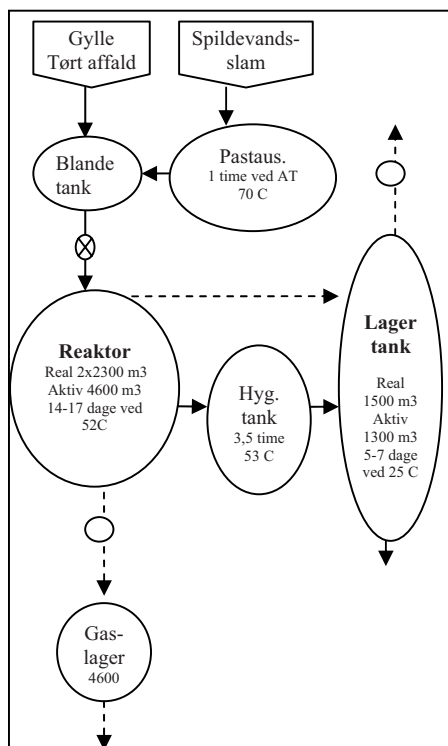 Gylle
Tørt affald
Spildevands-
slam
Blande
tank
Pastaus.
1 time ved AT
70 C
Reaktor
Real 2x2300 m3
Aktiv 4600 m3
14-17 dage ved
52C
Hyg.
tank
3,5 time
53 C
Lager
tank
Real
1500 m3
Aktiv
1300 m3
5-7 dage
ved 25 C
Gas-
lager
4600